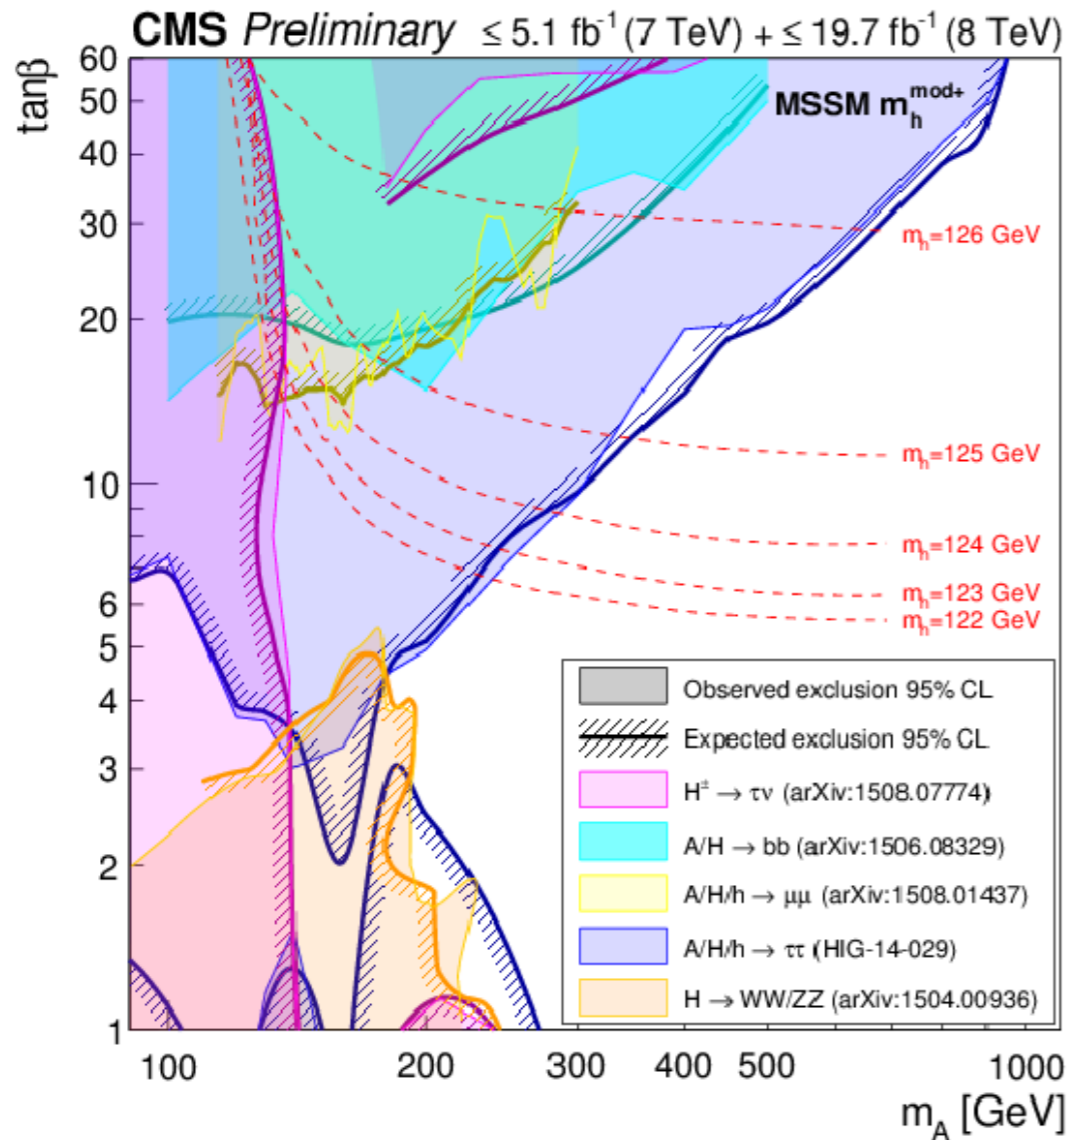 CMS Preliminary ≤ 5.1 fb⁻¹ (7 TeV) + ≤ 19.7 fb⁻¹ (8 TeV)
tanβ
60
50
40
30
20
10
6
5
4
3
2
1
MSSM m_h^mod+
m_h=126 GeV
m_h=125 GeV
m_h=124 GeV
m_h=123 GeV
m_h=122 GeV
Observed exclusion 95% CL
Expected exclusion 95% CL
H± → τν (arXiv:1508.07774)
A/H → bb (arXiv:1506.08329)
A/H/h → μμ (arXiv:1508.01437)
A/H/h → ττ (HIG-14-029)
H → WW/ZZ (arXiv:1504.00936)
100 200 300 400 500 1000
m_A [GeV]